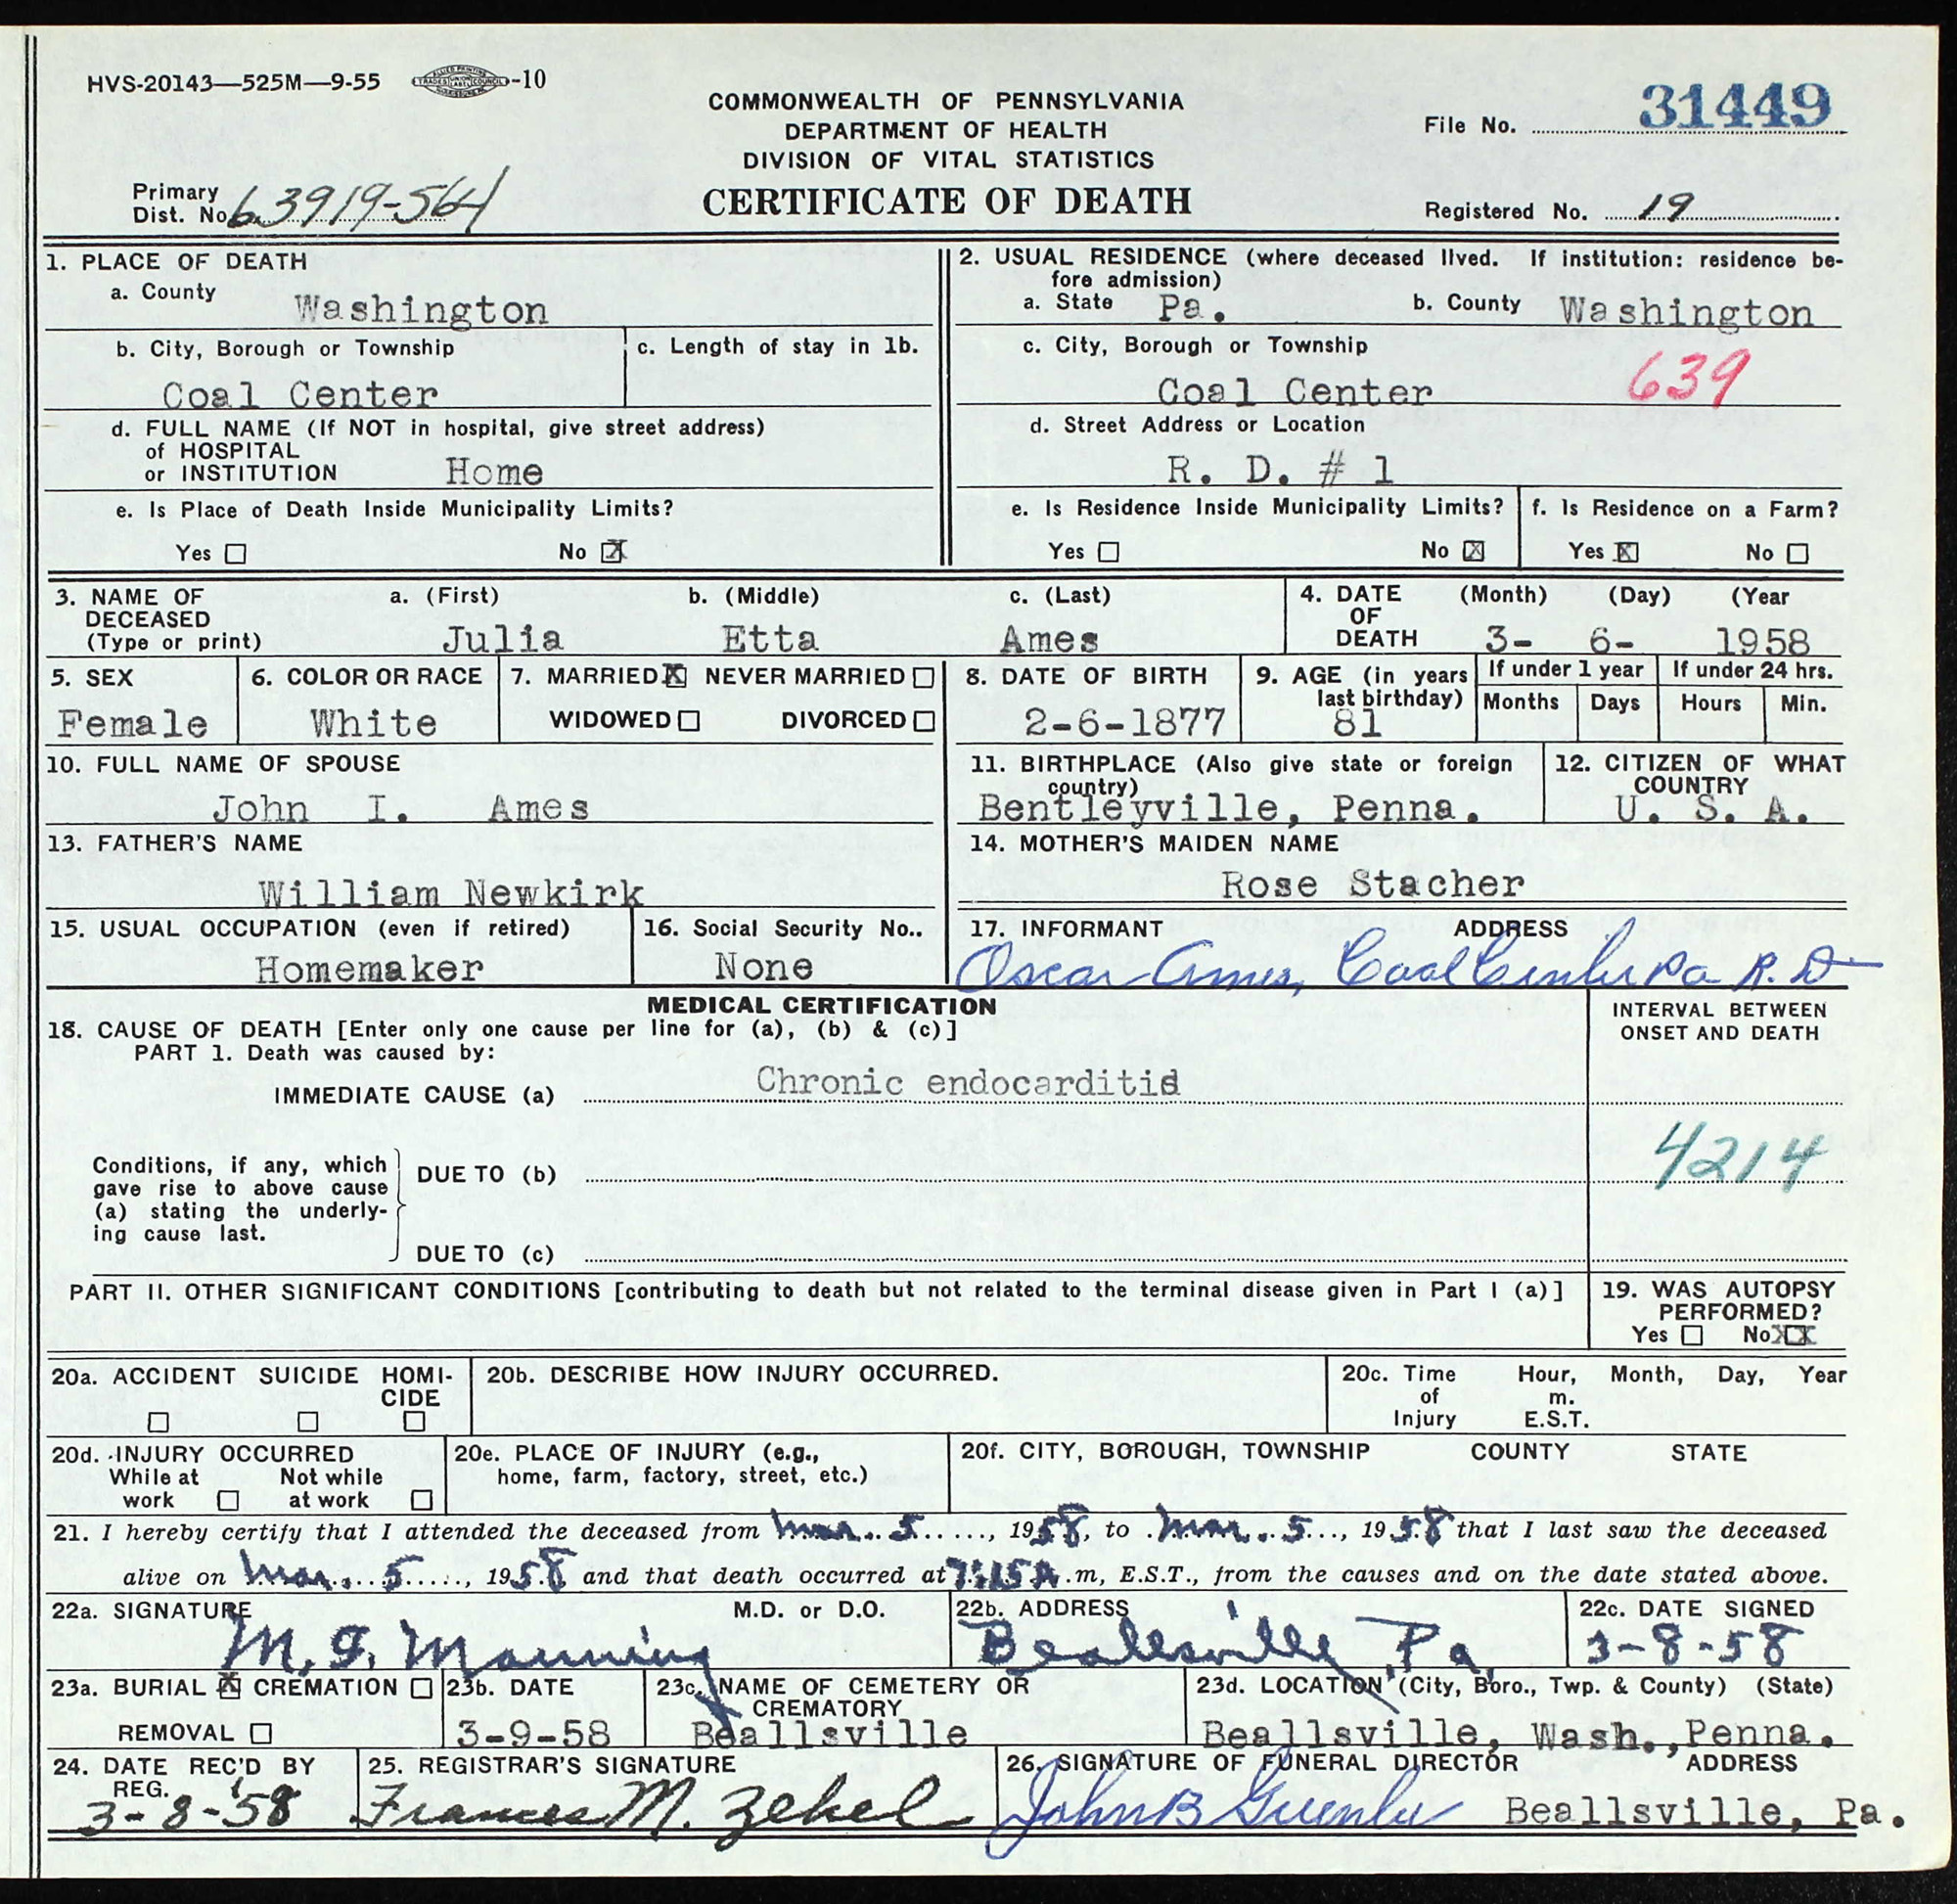 HVS-20143—525M—9-55 -10
COMMONWEALTH OF PENNSYLVANIA
DEPARTMENT OF HEALTH
DIVISION OF VITAL STATISTICS
CERTIFICATE OF DEATH
File No. 31449
Primary
Dist. No. 63919-564
Registered No. 19
1. PLACE OF DEATH
a. County Washington
b. City, Borough or Township
Coal Center
c. Length of stay in 1b.
d. FULL NAME (If NOT in hospital, give street address)
of HOSPITAL
or INSTITUTION Home
e. Is Place of Death Inside Municipality Limits?
Yes ☐ No ☒
2. USUAL RESIDENCE (where deceased lived. If institution: residence be-
fore admission)
a. State Pa. b. County Washington
c. City, Borough or Township
Coal Center 639
d. Street Address or Location
R. D. # 1
e. Is Residence Inside Municipality Limits?
Yes ☐ No ☒
f. Is Residence on a Farm?
Yes ☒ No ☐
3. NAME OF
DECEASED
(Type or print)
a. (First) b. (Middle) c. (Last)
Julia Etta Ames
4. DATE
OF
DEATH
(Month) (Day) (Year
3- 6- 1958
5. SEX
Female
6. COLOR OR RACE
White
7. MARRIED ☒ NEVER MARRIED ☐
WIDOWED ☐ DIVORCED ☐
8. DATE OF BIRTH
2-6-1877
9. AGE (in years
last birthday)
81
If under 1 year
Months Days
If under 24 hrs.
Hours Min.
10. FULL NAME OF SPOUSE
John I. Ames
11. BIRTHPLACE (Also give state or foreign
country)
Bentleyville, Penna.
12. CITIZEN OF WHAT
COUNTRY
U. S. A.
13. FATHER'S NAME
William Newkirk
14. MOTHER'S MAIDEN NAME
Rose Stacher
15. USUAL OCCUPATION (even if retired)
Homemaker
16. Social Security No..
None
17. INFORMANT ADDRESS
Oscar Ames, Coal Center Pa R. D
MEDICAL CERTIFICATION
18. CAUSE OF DEATH [Enter only one cause per line for (a), (b) & (c)]
PART 1. Death was caused by:
IMMEDIATE CAUSE (a) Chronic endocarditis
INTERVAL BETWEEN
ONSET AND DEATH
4214
Conditions, if any, which
gave rise to above cause
(a) stating the underly-
ing cause last.
DUE TO (b)
DUE TO (c)
PART II. OTHER SIGNIFICANT CONDITIONS [contributing to death but not related to the terminal disease given in Part I (a)]
19. WAS AUTOPSY
PERFORMED?
Yes ☐ No ☒
20a. ACCIDENT SUICIDE HOMI-
CIDE
☐ ☐ ☐
20b. DESCRIBE HOW INJURY OCCURRED.
20c. Time
of
Injury
Hour, Month, Day, Year
m.
E.S.T.
20d. INJURY OCCURRED
While at Not while
work ☐ at work ☐
20e. PLACE OF INJURY (e.g.,
home, farm, factory, street, etc.)
20f. CITY, BOROUGH, TOWNSHIP COUNTY STATE
21. I hereby certify that I attended the deceased from Mar. 5, 1958, to Mar. 5, 1958 that I last saw the deceased
alive on Mar. 5, 1958 and that death occurred at 7:15 A.m, E.S.T., from the causes and on the date stated above.
22a. SIGNATURE M.D. or D.O.
Manning
22b. ADDRESS
Beallsville, Pa.
22c. DATE SIGNED
3-8-58
23a. BURIAL ☒ CREMATION ☐
REMOVAL ☐
23b. DATE
3-9-58
23c. NAME OF CEMETERY OR
CREMATORY
Beallsville
23d. LOCATION (City, Boro., Twp. & County) (State)
Beallsville, Wash., Penna.
24. DATE REC'D BY
REG.
3-8-'58
25. REGISTRAR'S SIGNATURE
Frances M. Zekel
26. SIGNATURE OF FUNERAL DIRECTOR ADDRESS
John B Greenlee Beallsville, Pa.